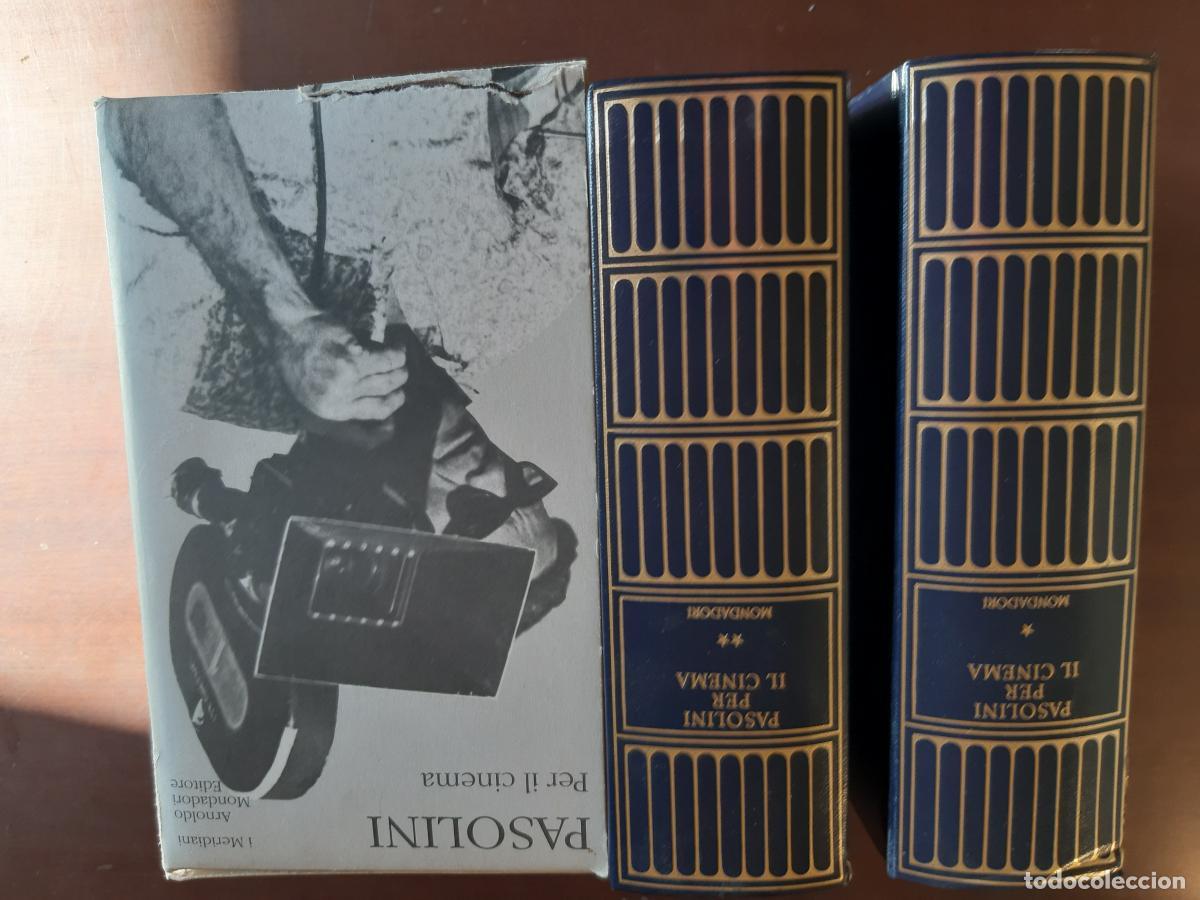 PASOLINI
Per il cinema
i Meridiani
Arnoldo
Mondadori
Editore
PASOLINI
PER
IL CINEMA
**
MONDADORI
PASOLINI
PER
IL CINEMA
*
MONDADORI
todocoleccion